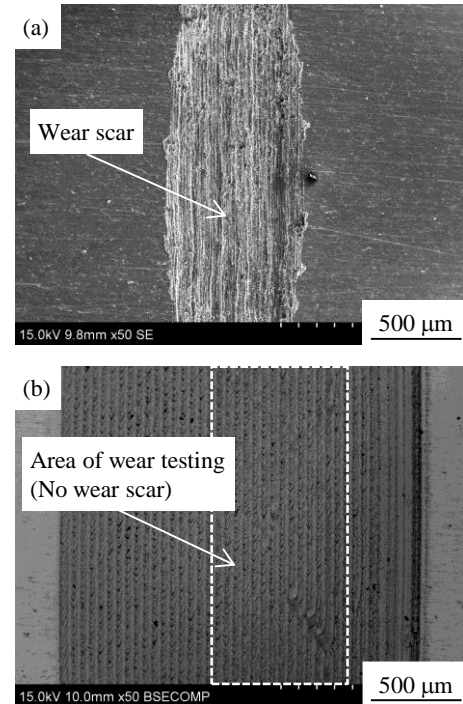 (a)
Wear scar
15.0kV 9.8mm x50 SE
500 μm
(b)
Area of wear testing
(No wear scar)
15.0kV 10.0mm x50 BSECOMP
500 μm